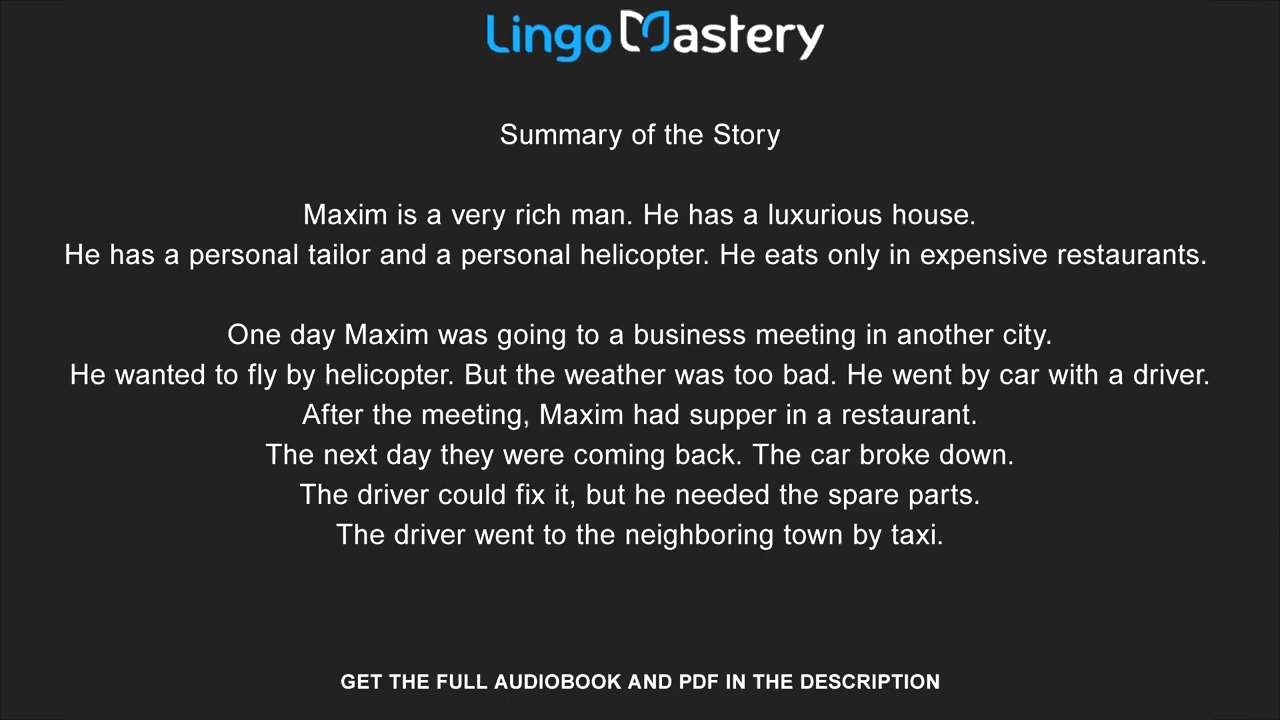 Lingo Mastery
Summary of the Story
Maxim is a very rich man. He has a luxurious house.
He has a personal tailor and a personal helicopter. He eats only in expensive restaurants.
One day Maxim was going to a business meeting in another city.
He wanted to fly by helicopter. But the weather was too bad. He went by car with a driver.
After the meeting, Maxim had supper in a restaurant.
The next day they were coming back. The car broke down.
The driver could fix it, but he needed the spare parts.
The driver went to the neighboring town by taxi.
GET THE FULL AUDIOBOOK AND PDF IN THE DESCRIPTION